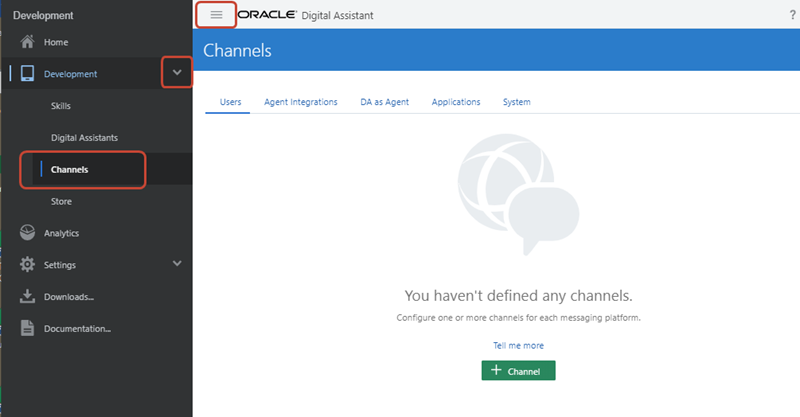 Development
Home
Development
Skills
Digital Assistants
Channels
Store
Analytics
Settings
Downloads...
Documentation...
ORACLE® Digital Assistant
?
Channels
Users Agent Integrations DA as Agent Applications System
You haven't defined any channels.
Configure one or more channels for each messaging platform.
Tell me more
+ Channel